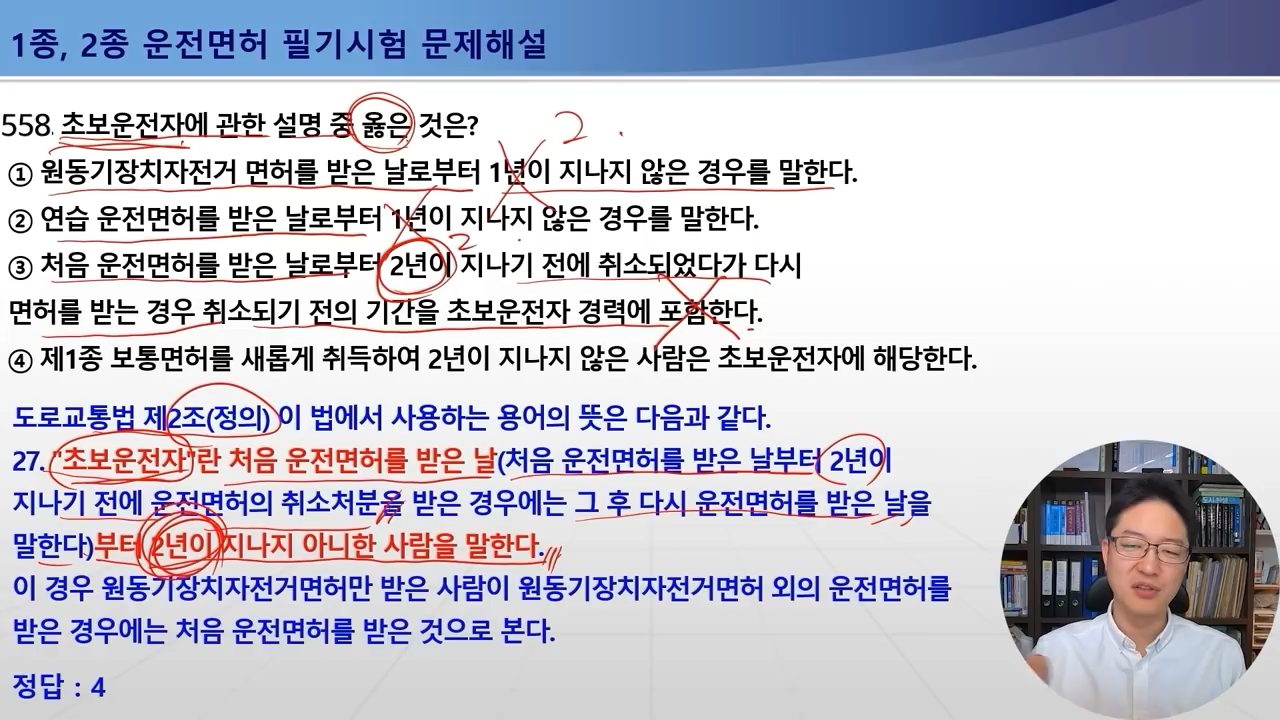 1종, 2종 운전면허 필기시험 문제해설
558. 초보운전자에 관한 설명 중 옳은 것은?
2
① 원동기장치자전거 면허를 받은 날로부터 1년이 지나지 않은 경우를 말한다.
② 연습 운전면허를 받은 날로부터 1년이 지나지 않은 경우를 말한다.
2
③ 처음 운전면허를 받은 날로부터 2년이 지나기 전에 취소되었다가 다시
면허를 받는 경우 취소되기 전의 기간을 초보운전자 경력에 포함한다.
④ 제1종 보통면허를 새롭게 취득하여 2년이 지나지 않은 사람은 초보운전자에 해당한다.
도로교통법 제2조(정의) 이 법에서 사용하는 용어의 뜻은 다음과 같다.
27. "초보운전자"란 처음 운전면허를 받은 날(처음 운전면허를 받은 날부터 2년이
지나기 전에 운전면허의 취소처분을 받은 경우에는 그 후 다시 운전면허를 받은 날을
말한다)부터 2년이 지나지 아니한 사람을 말한다.
이 경우 원동기장치자전거면허만 받은 사람이 원동기장치자전거면허 외의 운전면허를
받은 경우에는 처음 운전면허를 받은 것으로 본다.
정답 : 4